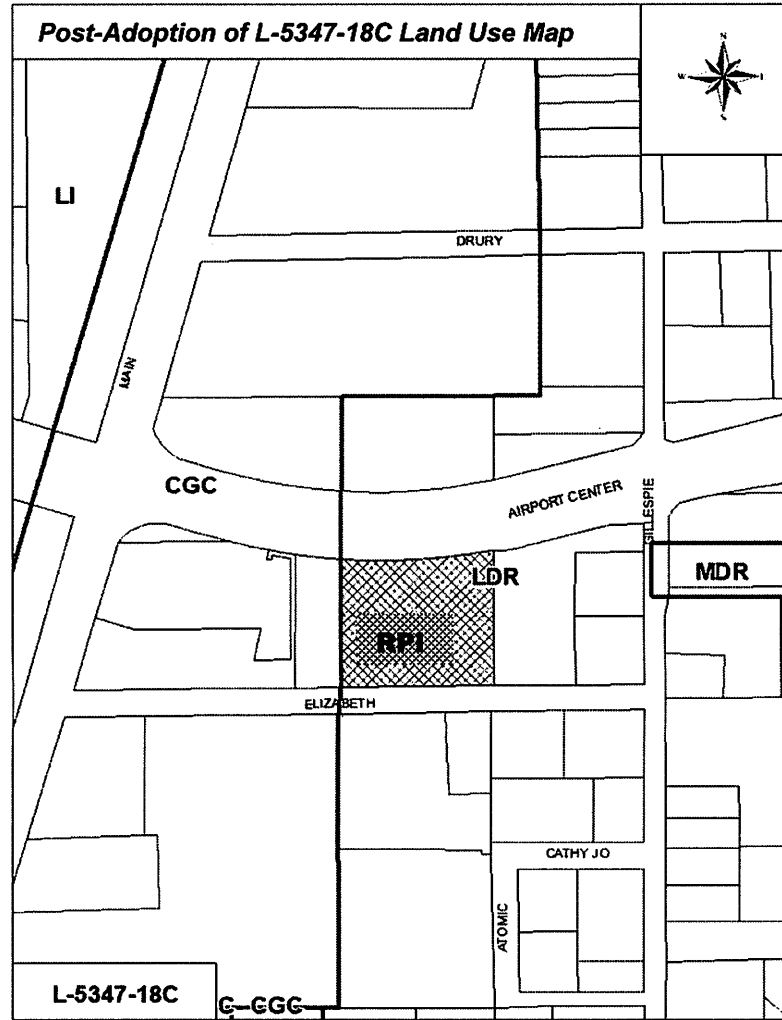 Post-Adoption of L-5347-18C Land Use Map
N
W
E
S
LI
DRURY
MAIN
CGC
AIRPORT CENTER
GILLESPIE
LDR
MDR
RPI
ELIZABETH
CATHY JO
ATOMIC
L-5347-18C
C-CGC